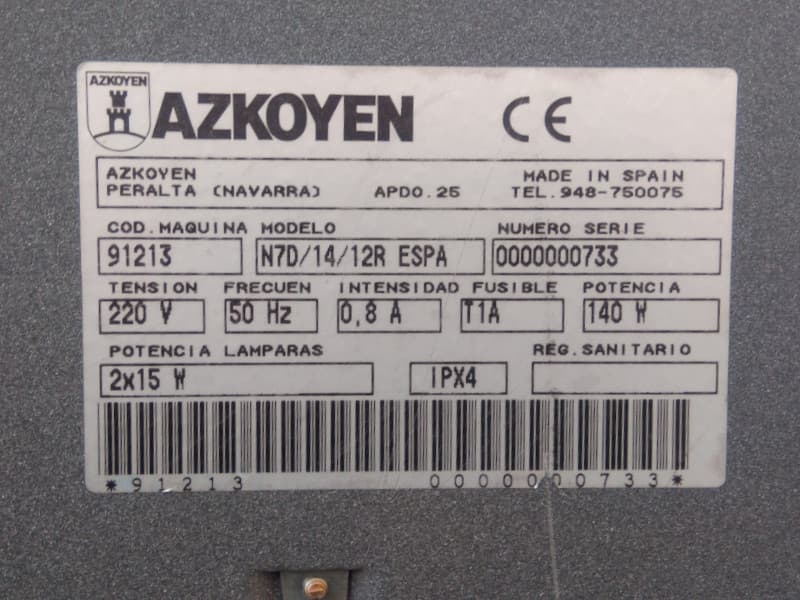 AZKOYEN
AZKOYEN CE
AZKOYEN MADE IN SPAIN
PERALTA (NAVARRA) APDO.25 TEL.948-750075
COD.MAQUINA MODELO NUMERO SERIE
91213 N7D/14/12R ESPA 0000000733
TENSION FRECUEN INTENSIDAD FUSIBLE POTENCIA
220 V 50 Hz 0,8 A T1A 140 W
POTENCIA LAMPARAS REG.SANITARIO
2x15 W IPX4
*91213 0000000733*